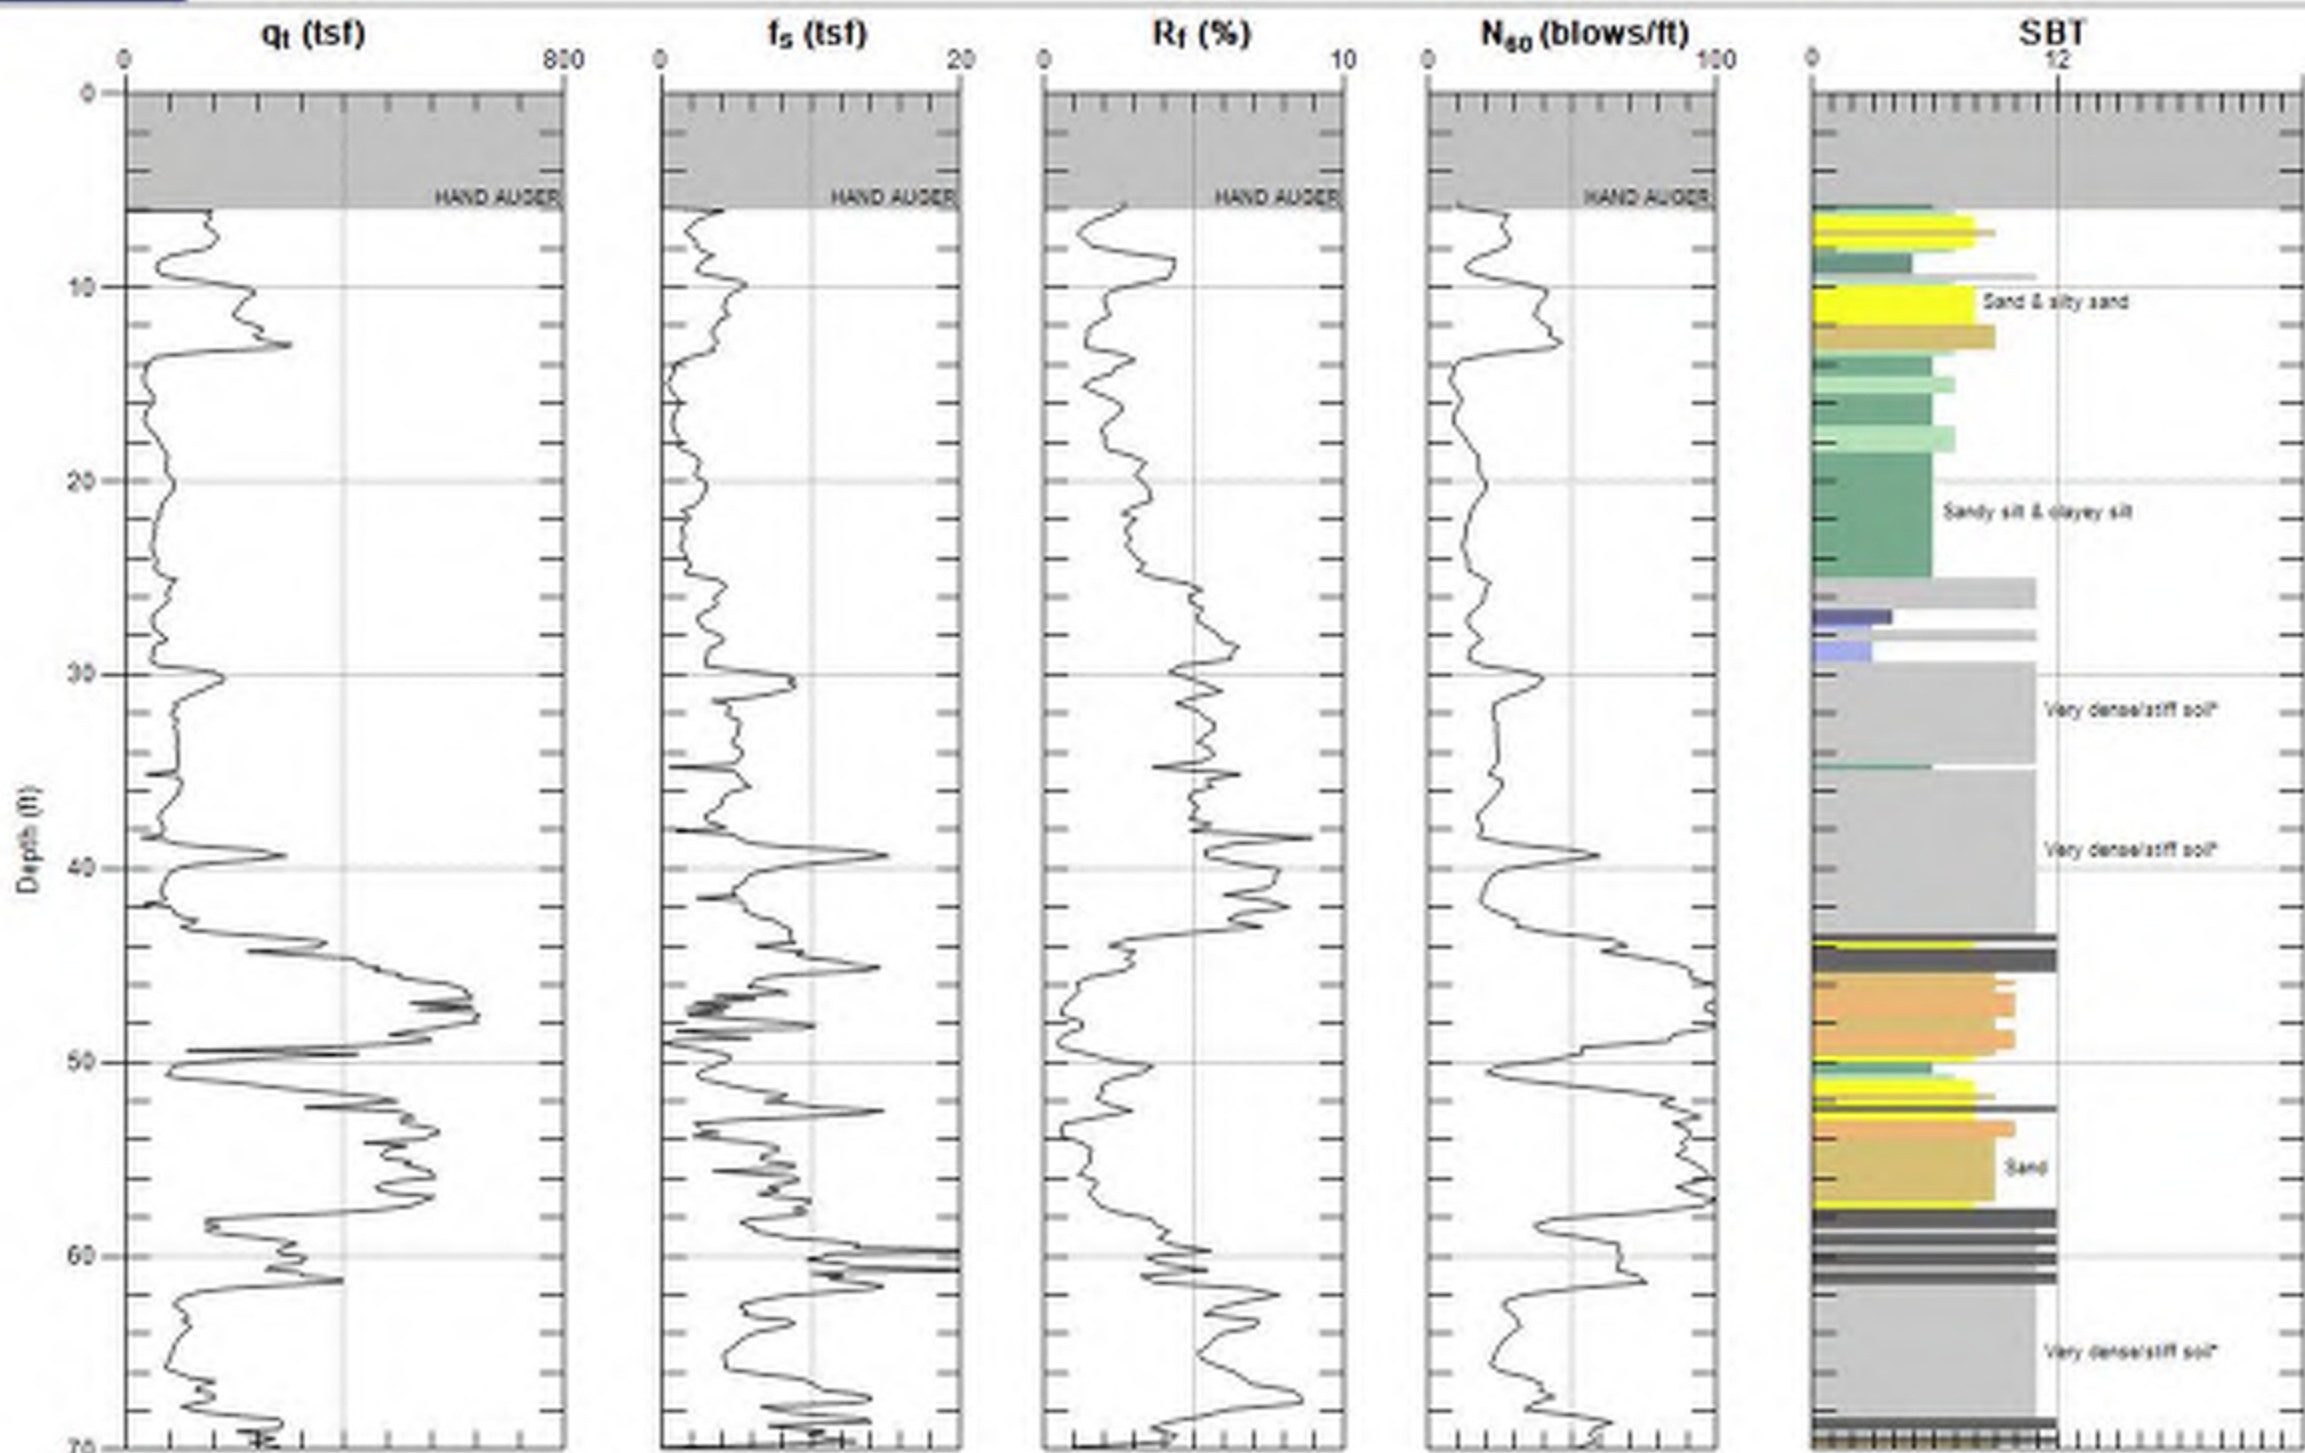 qt (tsf) fs (tsf) Rf (%) N60 (blows/ft) SBT
0 800 0 20 0 10 0 100 0 12
0
HAND AUGER HAND AUGER HAND AUGER HAND AUGER
10
Sand & silty sand
20
Sandy silt & clayey silt
30
Very dense/stiff soil*
Depth (ft)
Very dense/stiff soil*
40
50
Sand
60
Very dense/stiff soil*
70